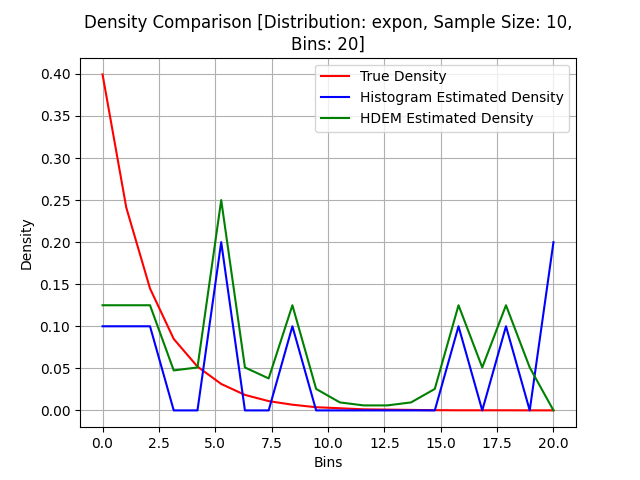 Density Comparison [Distribution: expon, Sample Size: 10,
Bins: 20]
True Density
Histogram Estimated Density
HDEM Estimated Density
Density
0.40
0.35
0.30
0.25
0.20
0.15
0.10
0.05
0.00
0.0 2.5 5.0 7.5 10.0 12.5 15.0 17.5 20.0
Bins